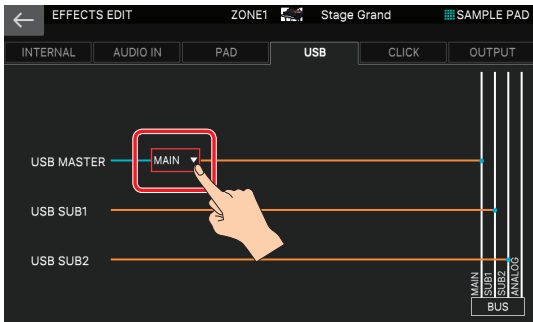 EFFECTS EDIT ZONE1 Stage Grand SAMPLE PAD
INTERNAL AUDIO IN PAD USB CLICK OUTPUT
USB MASTER MAIN
USB SUB1
USB SUB2
MAIN
SUB1
SUB2
ANALOG
BUS